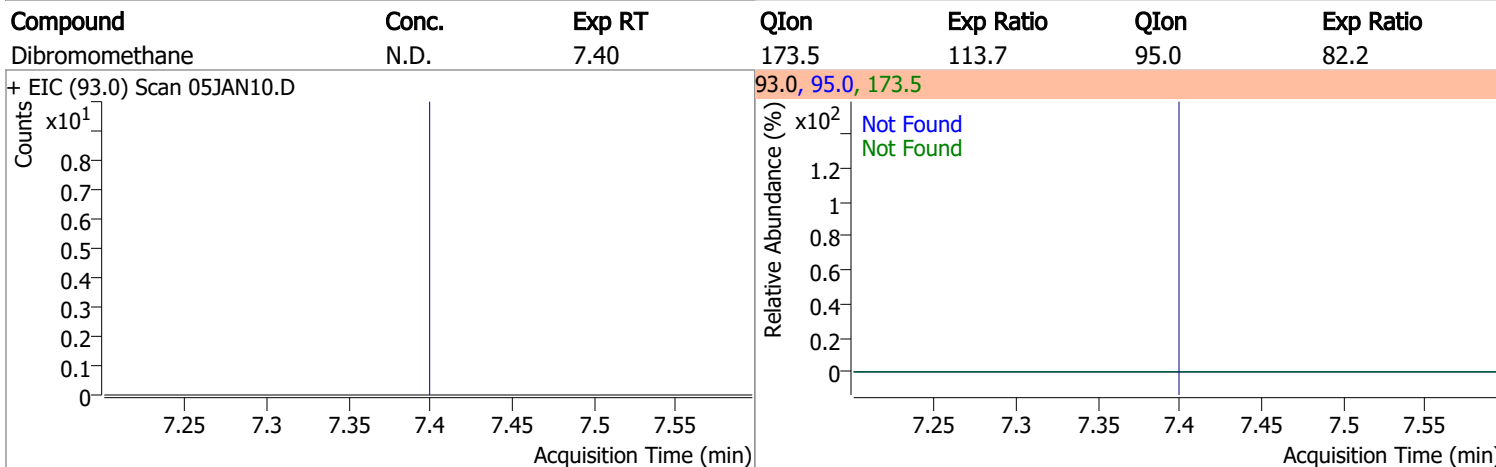 Compound Conc. Exp RT QIon Exp Ratio QIon Exp Ratio
Dibromomethane N.D. 7.40 173.5 113.7 95.0 82.2
+ EIC (93.0) Scan 05JAN10.D
Counts
x10¹
0.8
0.7
0.6
0.5
0.4
0.3
0.2
0.1
0
7.25 7.3 7.35 7.4 7.45 7.5 7.55
Acquisition Time (min)
93.0, 95.0, 173.5
Relative Abundance (%)
x10²
Not Found
Not Found
1.2
1
0.8
0.6
0.4
0.2
0
7.25 7.3 7.35 7.4 7.45 7.5 7.55
Acquisition Time (min)